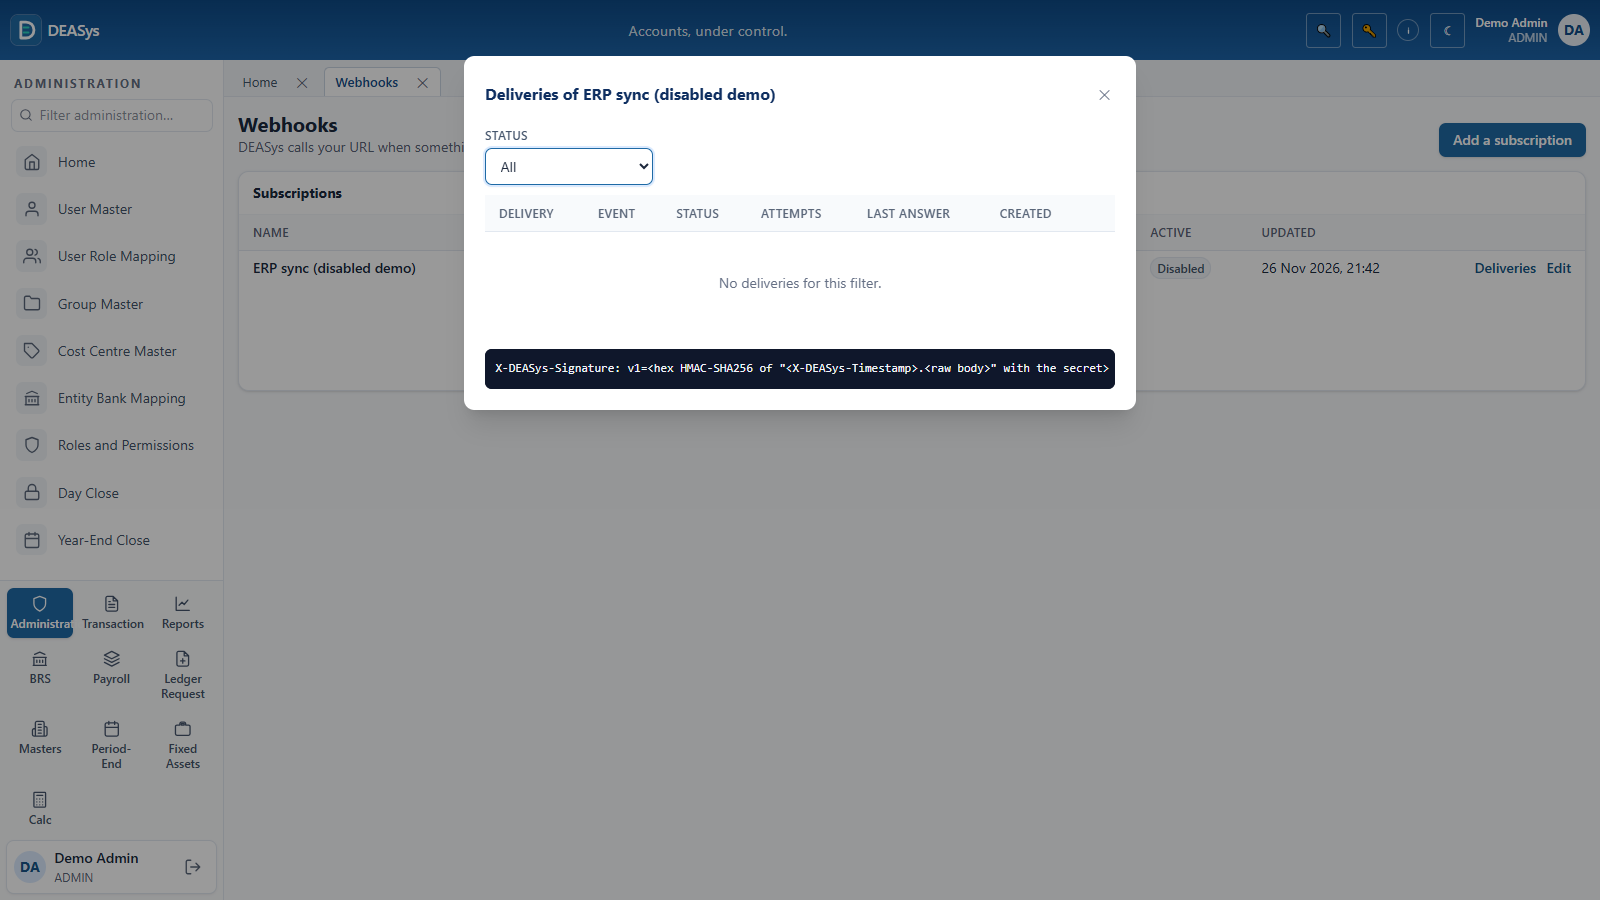 DEASys
Accounts, under control.
Demo Admin
ADMIN
DA
ADMINISTRATION
Filter administration...
Home
User Master
User Role Mapping
Group Master
Cost Centre Master
Entity Bank Mapping
Roles and Permissions
Day Close
Year-End Close
Administrat
Transaction
Reports
BRS
Payroll
Ledger
Request
Masters
Period-
End
Fixed
Assets
Calc
DA
Demo Admin
ADMIN
Home
Webhooks
Webhooks
DEASys calls your URL when somethi
Add a subscription
Subscriptions
NAME
ACTIVE
UPDATED
ERP sync (disabled demo)
Disabled
26 Nov 2026, 21:42
Deliveries
Edit
Deliveries of ERP sync (disabled demo)
STATUS
All
DELIVERY
EVENT
STATUS
ATTEMPTS
LAST ANSWER
CREATED
No deliveries for this filter.
X-DEASys-Signature: v1=<hex HMAC-SHA256 of "<X-DEASys-Timestamp>.<raw body>" with the secret>